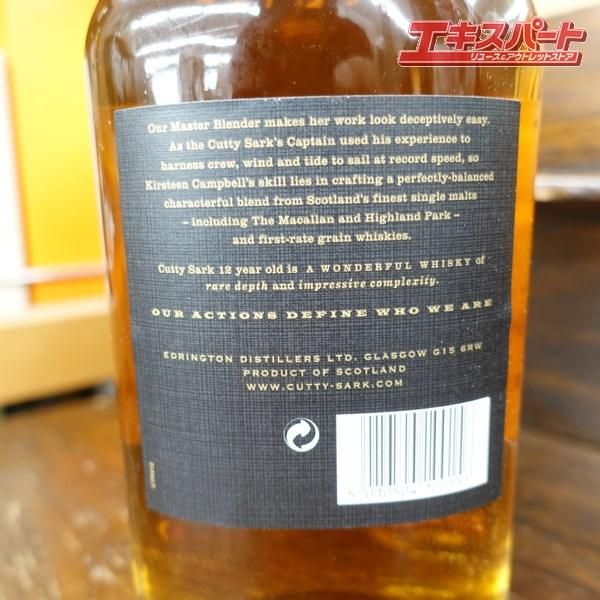 エキスパート
リユース&アウトレットストア
Our Master Blender makes her work look deceptively easy.
As the Cutty Sark's Captain used his experience to
harness crew, wind and tide to sail at record speed, so
Kirsteen Campbell's skill lies in crafting a perfectly-balanced
characterful blend from Scotland's finest single malts
– including The Macallan and Highland Park –
and first-rate grain whiskies.
Cutty Sark 12 year old is A WONDERFUL WHISKY of
rare depth and impressive complexity.
OUR ACTIONS DEFINE WHO WE ARE
EDRINGTON DISTILLERS LTD, GLASGOW G15 6RW
PRODUCT OF SCOTLAND
WWW.CUTTY-SARK.COM